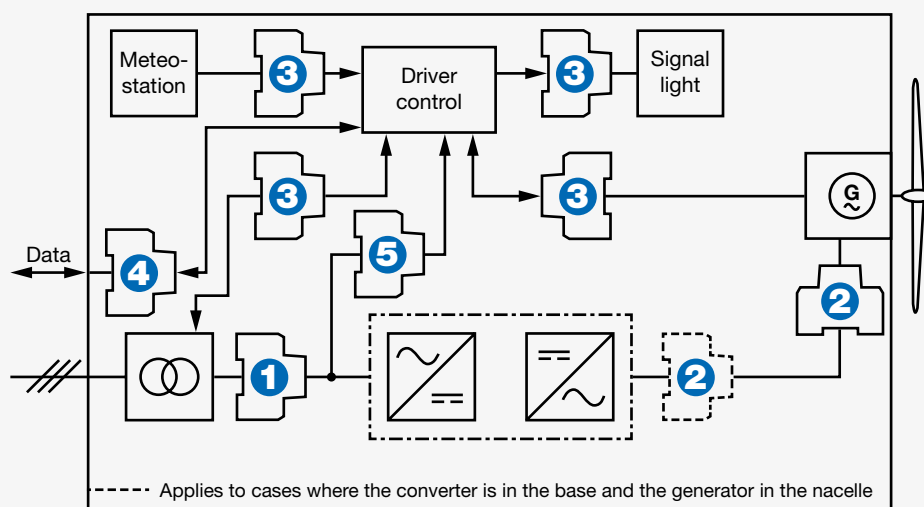 Meteo-
station
3
Driver
control
3
Signal
light
3
3
G
Data
4
5
2
1
2
Applies to cases where the converter is in the base and the generator in the nacelle